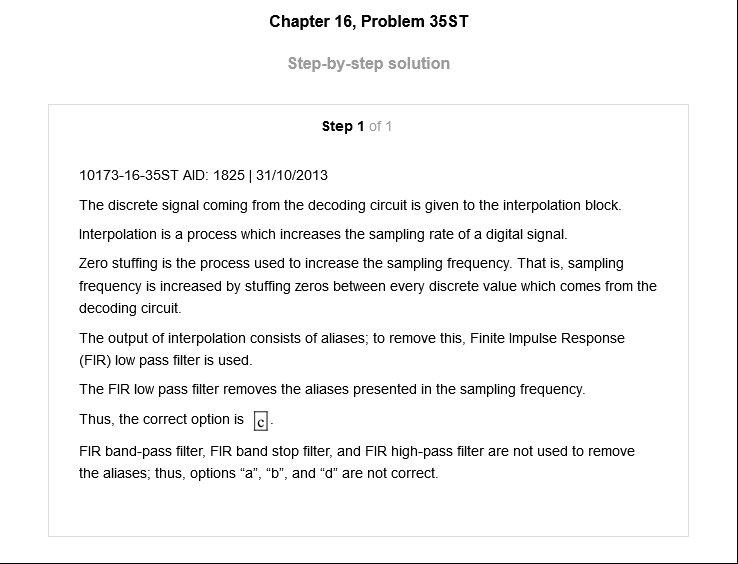 Chapter 16, Problem 35ST
Step-by-step solution
Step 1 of 1
10173-16-35ST AID: 1825 | 31/10/2013
The discrete signal coming from the decoding circuit is given to the interpolation block.
Interpolation is a process which increases the sampling rate of a digital signal.
Zero stuffing is the process used to increase the sampling frequency. That is, sampling
frequency is increased by stuffing zeros between every discrete value which comes from the
decoding circuit.
The output of interpolation consists of aliases; to remove this, Finite Impulse Response
(FIR) low pass filter is used.
The FIR low pass filter removes the aliases presented in the sampling frequency.
Thus, the correct option is c.
FIR band-pass filter, FIR band stop filter, and FIR high-pass filter are not used to remove
the aliases; thus, options “a”, “b”, and “d” are not correct.